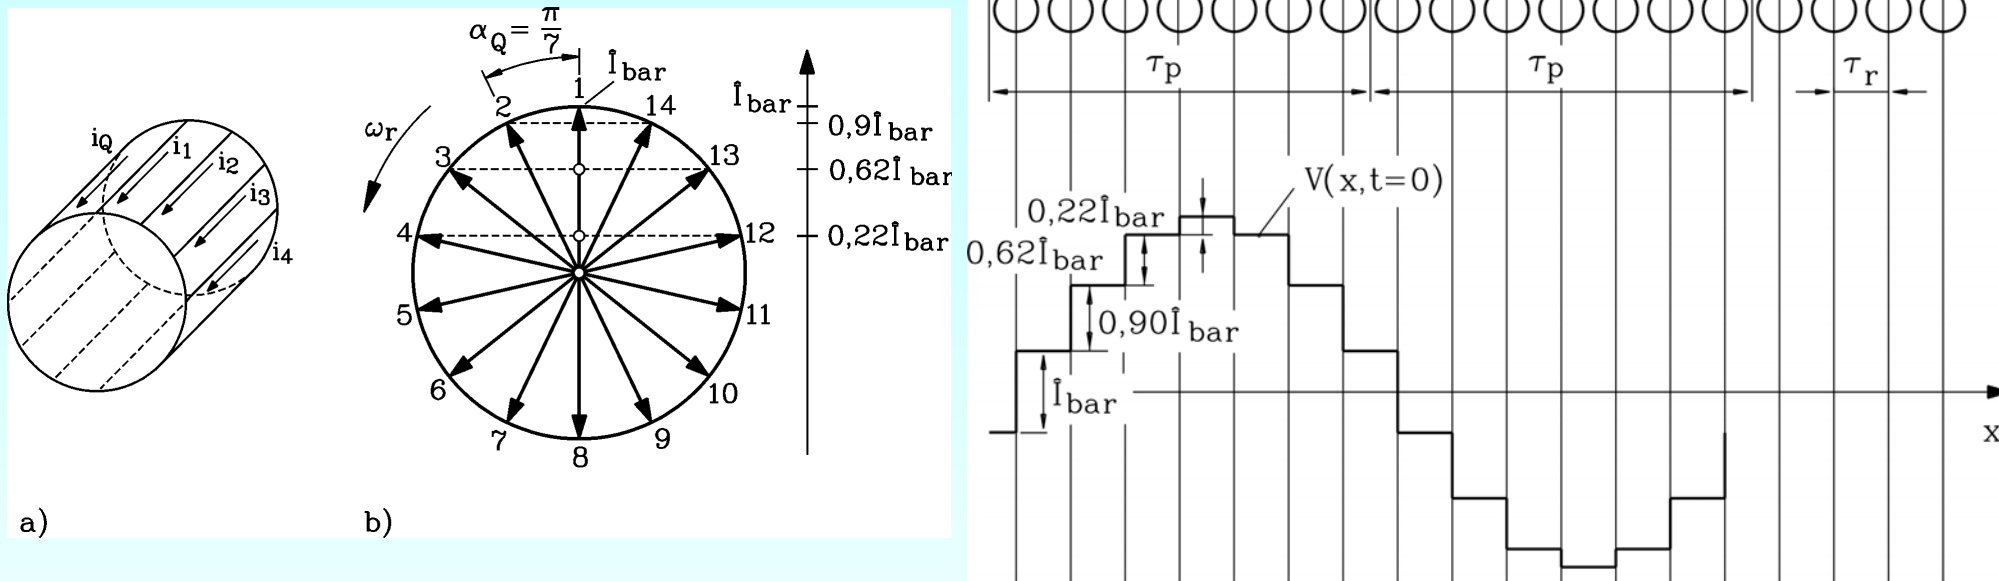 α_Q = π/7
Î_bar
ω_r
1
2
3
4
5
6
7
8
9
10
11
12
13
14
Î_bar
0,9Î_bar
0,62Î_bar
0,22Î_bar
i_Q
i_1
i_2
i_3
i_4
a)
b)
τ_p
τ_p
τ_r
V(x,t=0)
0,22Î_bar
0,62Î_bar
0,90Î_bar
Î_bar
x